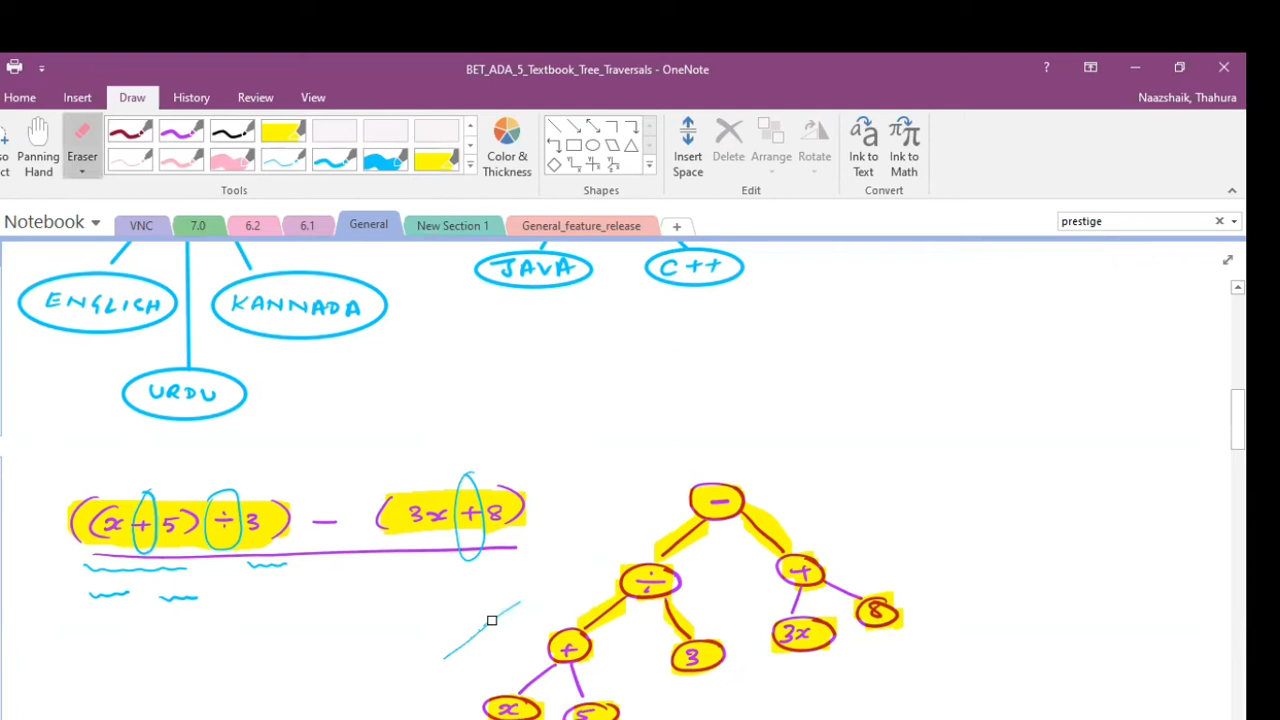 BET_ADA_5_Textbook_Tree_Traversals - OneNote
?
Home Insert Draw History Review View
Naazshaik, Thahura
Panning Hand
Eraser
Color & Thickness
Insert Space
Delete
Arrange
Rotate
Ink to Text
Ink to Math
Tools
Shapes
Edit
Convert
Notebook
VNC
7.0
6.2
6.1
General
New Section 1
General_feature_release
+
prestige
JAVA
C++
ENGLISH
KANNADA
URDU
((x + 5) ÷ 3) - (3x + 8)
-
÷
+
+
3
3x
8
x
5